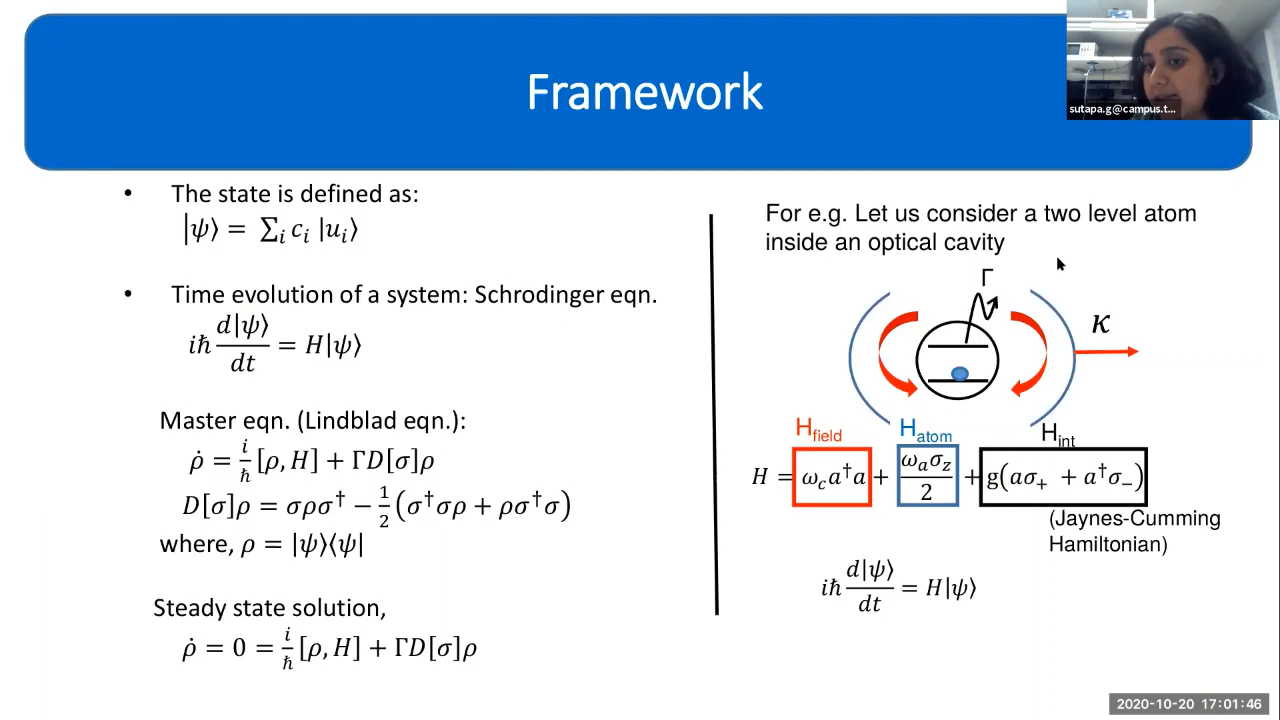 Framework
sutapa.g@campus.t...
• The state is defined as:
|ψ⟩ = ∑ᵢ cᵢ |uᵢ⟩
• Time evolution of a system: Schrodinger eqn.
iħ d|ψ⟩/dt = H|ψ⟩
Master eqn. (Lindblad eqn.):
ρ̇ = i/ħ [ρ, H] + ΓD[σ]ρ
D[σ]ρ = σρσ† − 1/2 (σ†σρ + ρσ†σ)
where, ρ = |ψ⟩⟨ψ|
Steady state solution,
ρ̇ = 0 = i/ħ [ρ, H] + ΓD[σ]ρ
For e.g. Let us consider a two level atom
inside an optical cavity
Γ
κ
H_field H_atom H_int
H = ω_c a†a + ω_a σ_z/2 + g(aσ₊ + a†σ₋)
(Jaynes-Cumming
Hamiltonian)
iħ d|ψ⟩/dt = H|ψ⟩
2020-10-20 17:01:46